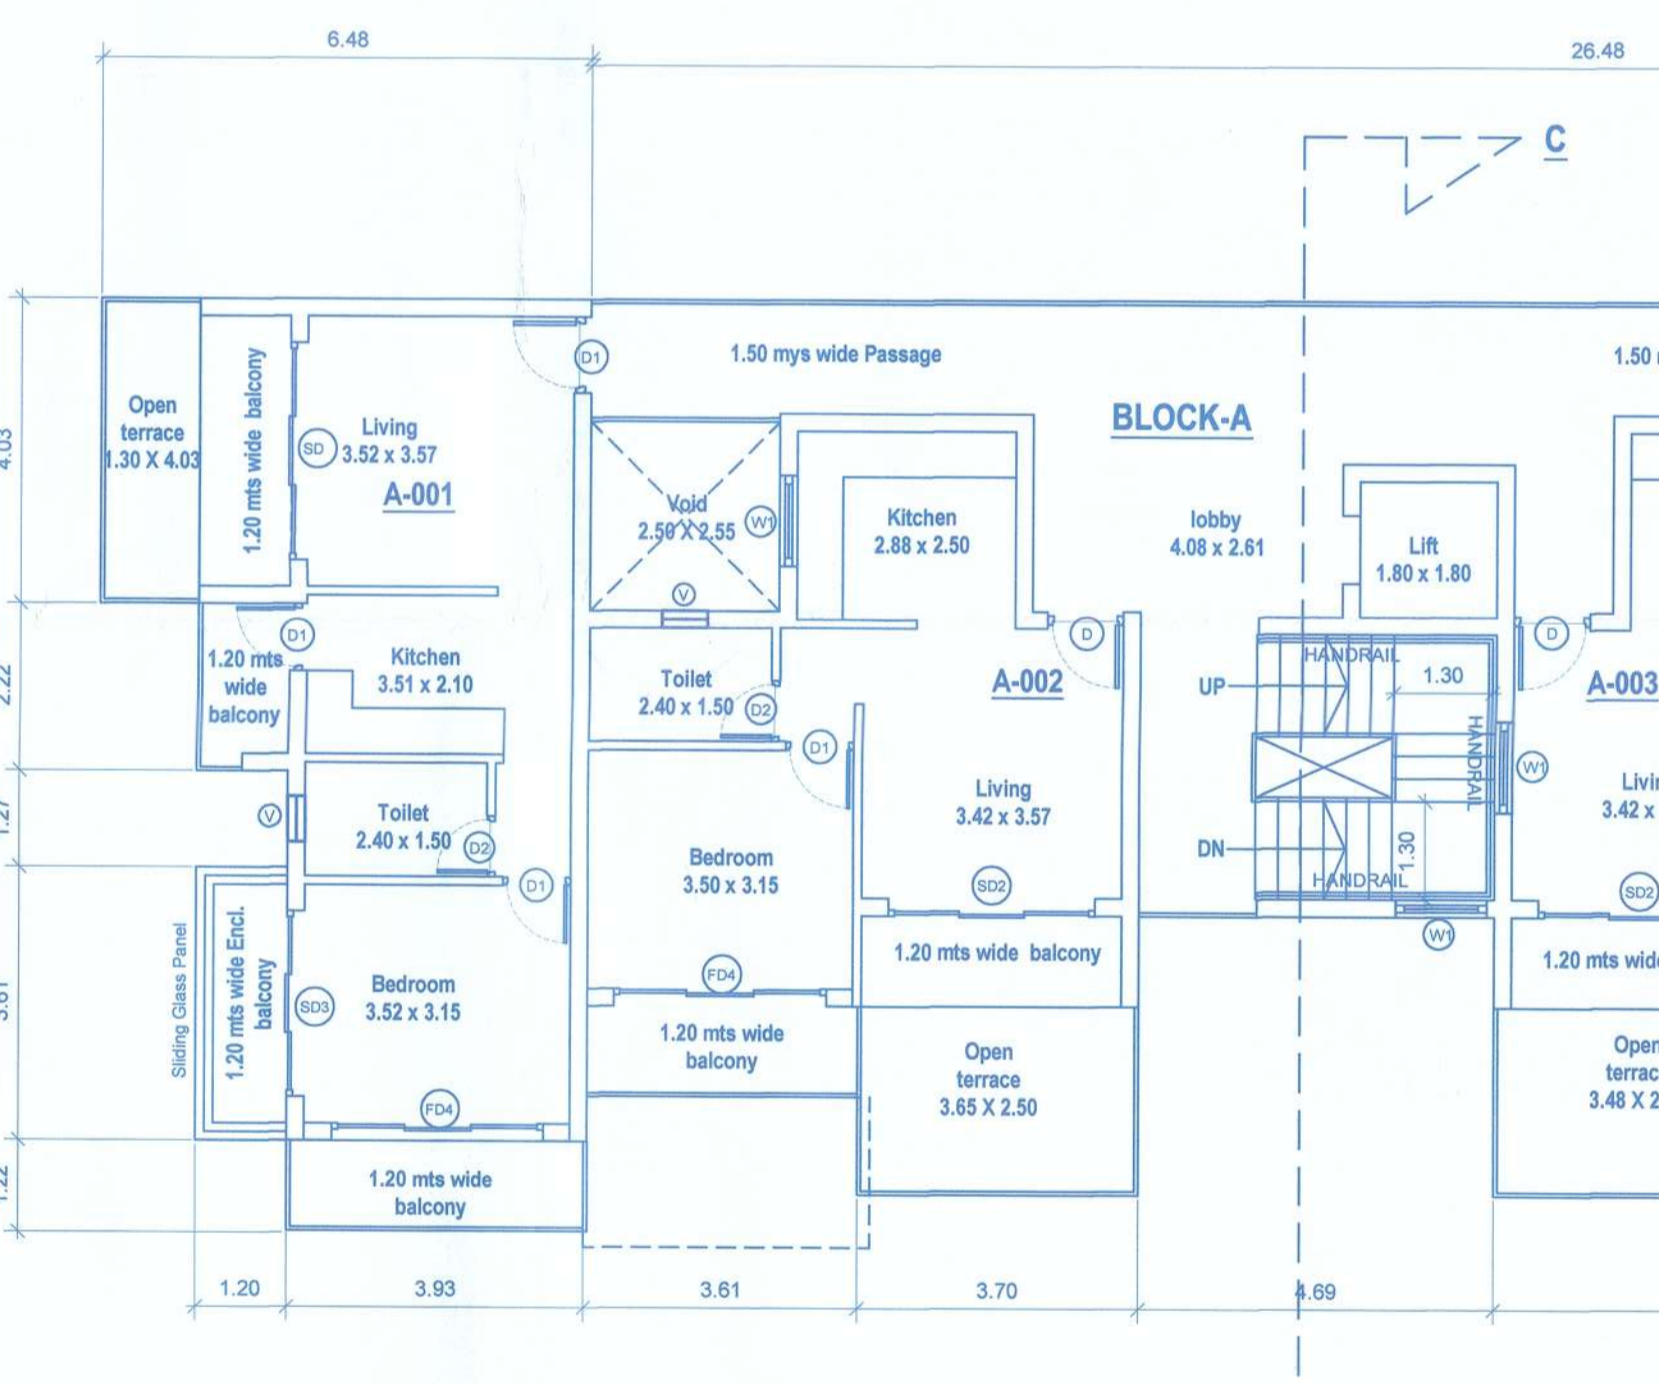 6.48
26.48
C
1.50 mys wide Passage
1.50
BLOCK-A
4.03
Open
terrace
1.30 X 4.03
1.20 mts wide balcony
SD
Living
3.52 x 3.57
A-001
D1
Void
2.50 X 2.55
W1
V
Kitchen
2.88 x 2.50
lobby
4.08 x 2.61
Lift
1.80 x 1.80
D
D
2.22
D1
1.20 mts
wide
balcony
Kitchen
3.51 x 2.10
Toilet
2.40 x 1.50
D2
D1
A-002
UP
HANDRAIL
1.30
HANDRAIL
A-003
W1
1.27
V
Toilet
2.40 x 1.50
D2
D1
Bedroom
3.50 x 3.15
FD4
Living
3.42 x 3.57
SD2
DN
1.30
HANDRAIL
W1
3.42 x
SD2
Sliding Glass Panel
1.20 mts wide Encl.
balcony
SD3
Bedroom
3.52 x 3.15
FD4
1.20 mts wide
balcony
1.20 mts wide balcony
Open
terrace
3.65 X 2.50
1.20 mts
Open
3.48 X
1.22
1.20 mts wide
balcony
1.20
3.93
3.61
3.70
4.69